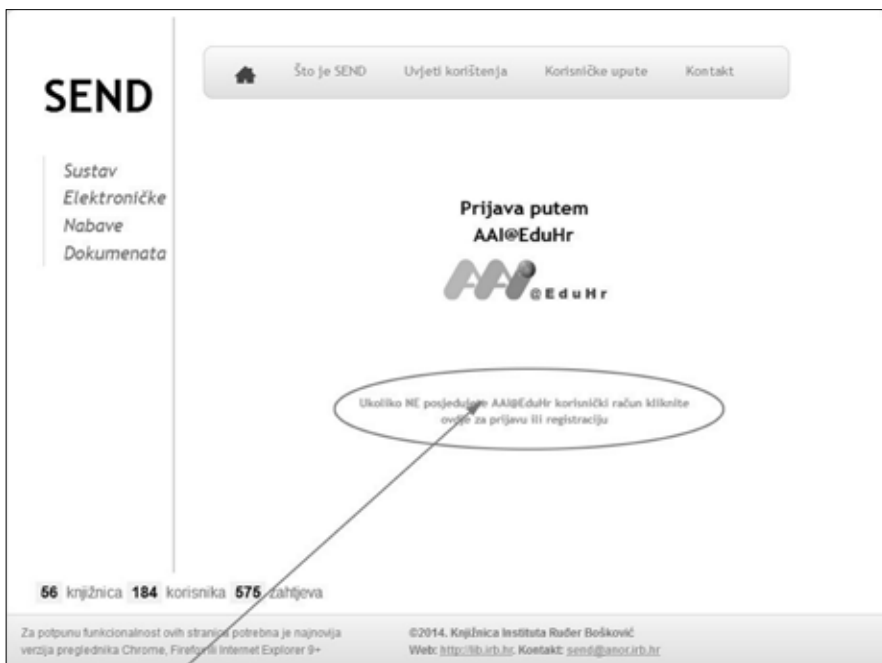 SEND
Sustav
Elektroničke
Nabave
Dokumenata
Što je SEND Uvjeti korištenja Korisničke upute Kontakt
Prijava putem
AAI@EduHr
AAi@EduHr
Ukoliko NE posjedujete AAI@EduHr korisnički račun kliknite
ovdje za prijavu ili registraciju
56 knjižnica 184 korisnika 575 zahtjeva
Za potpunu funkcionalnost ovih stranica potrebna je najnovija
verzija preglednika Chrome, Firefox ili Internet Explorer 9+
©2014. Knjižnica Instituta Ruđer Bošković
Web: http://lib.irb.hr. Kontakt: send@anor.irb.hr